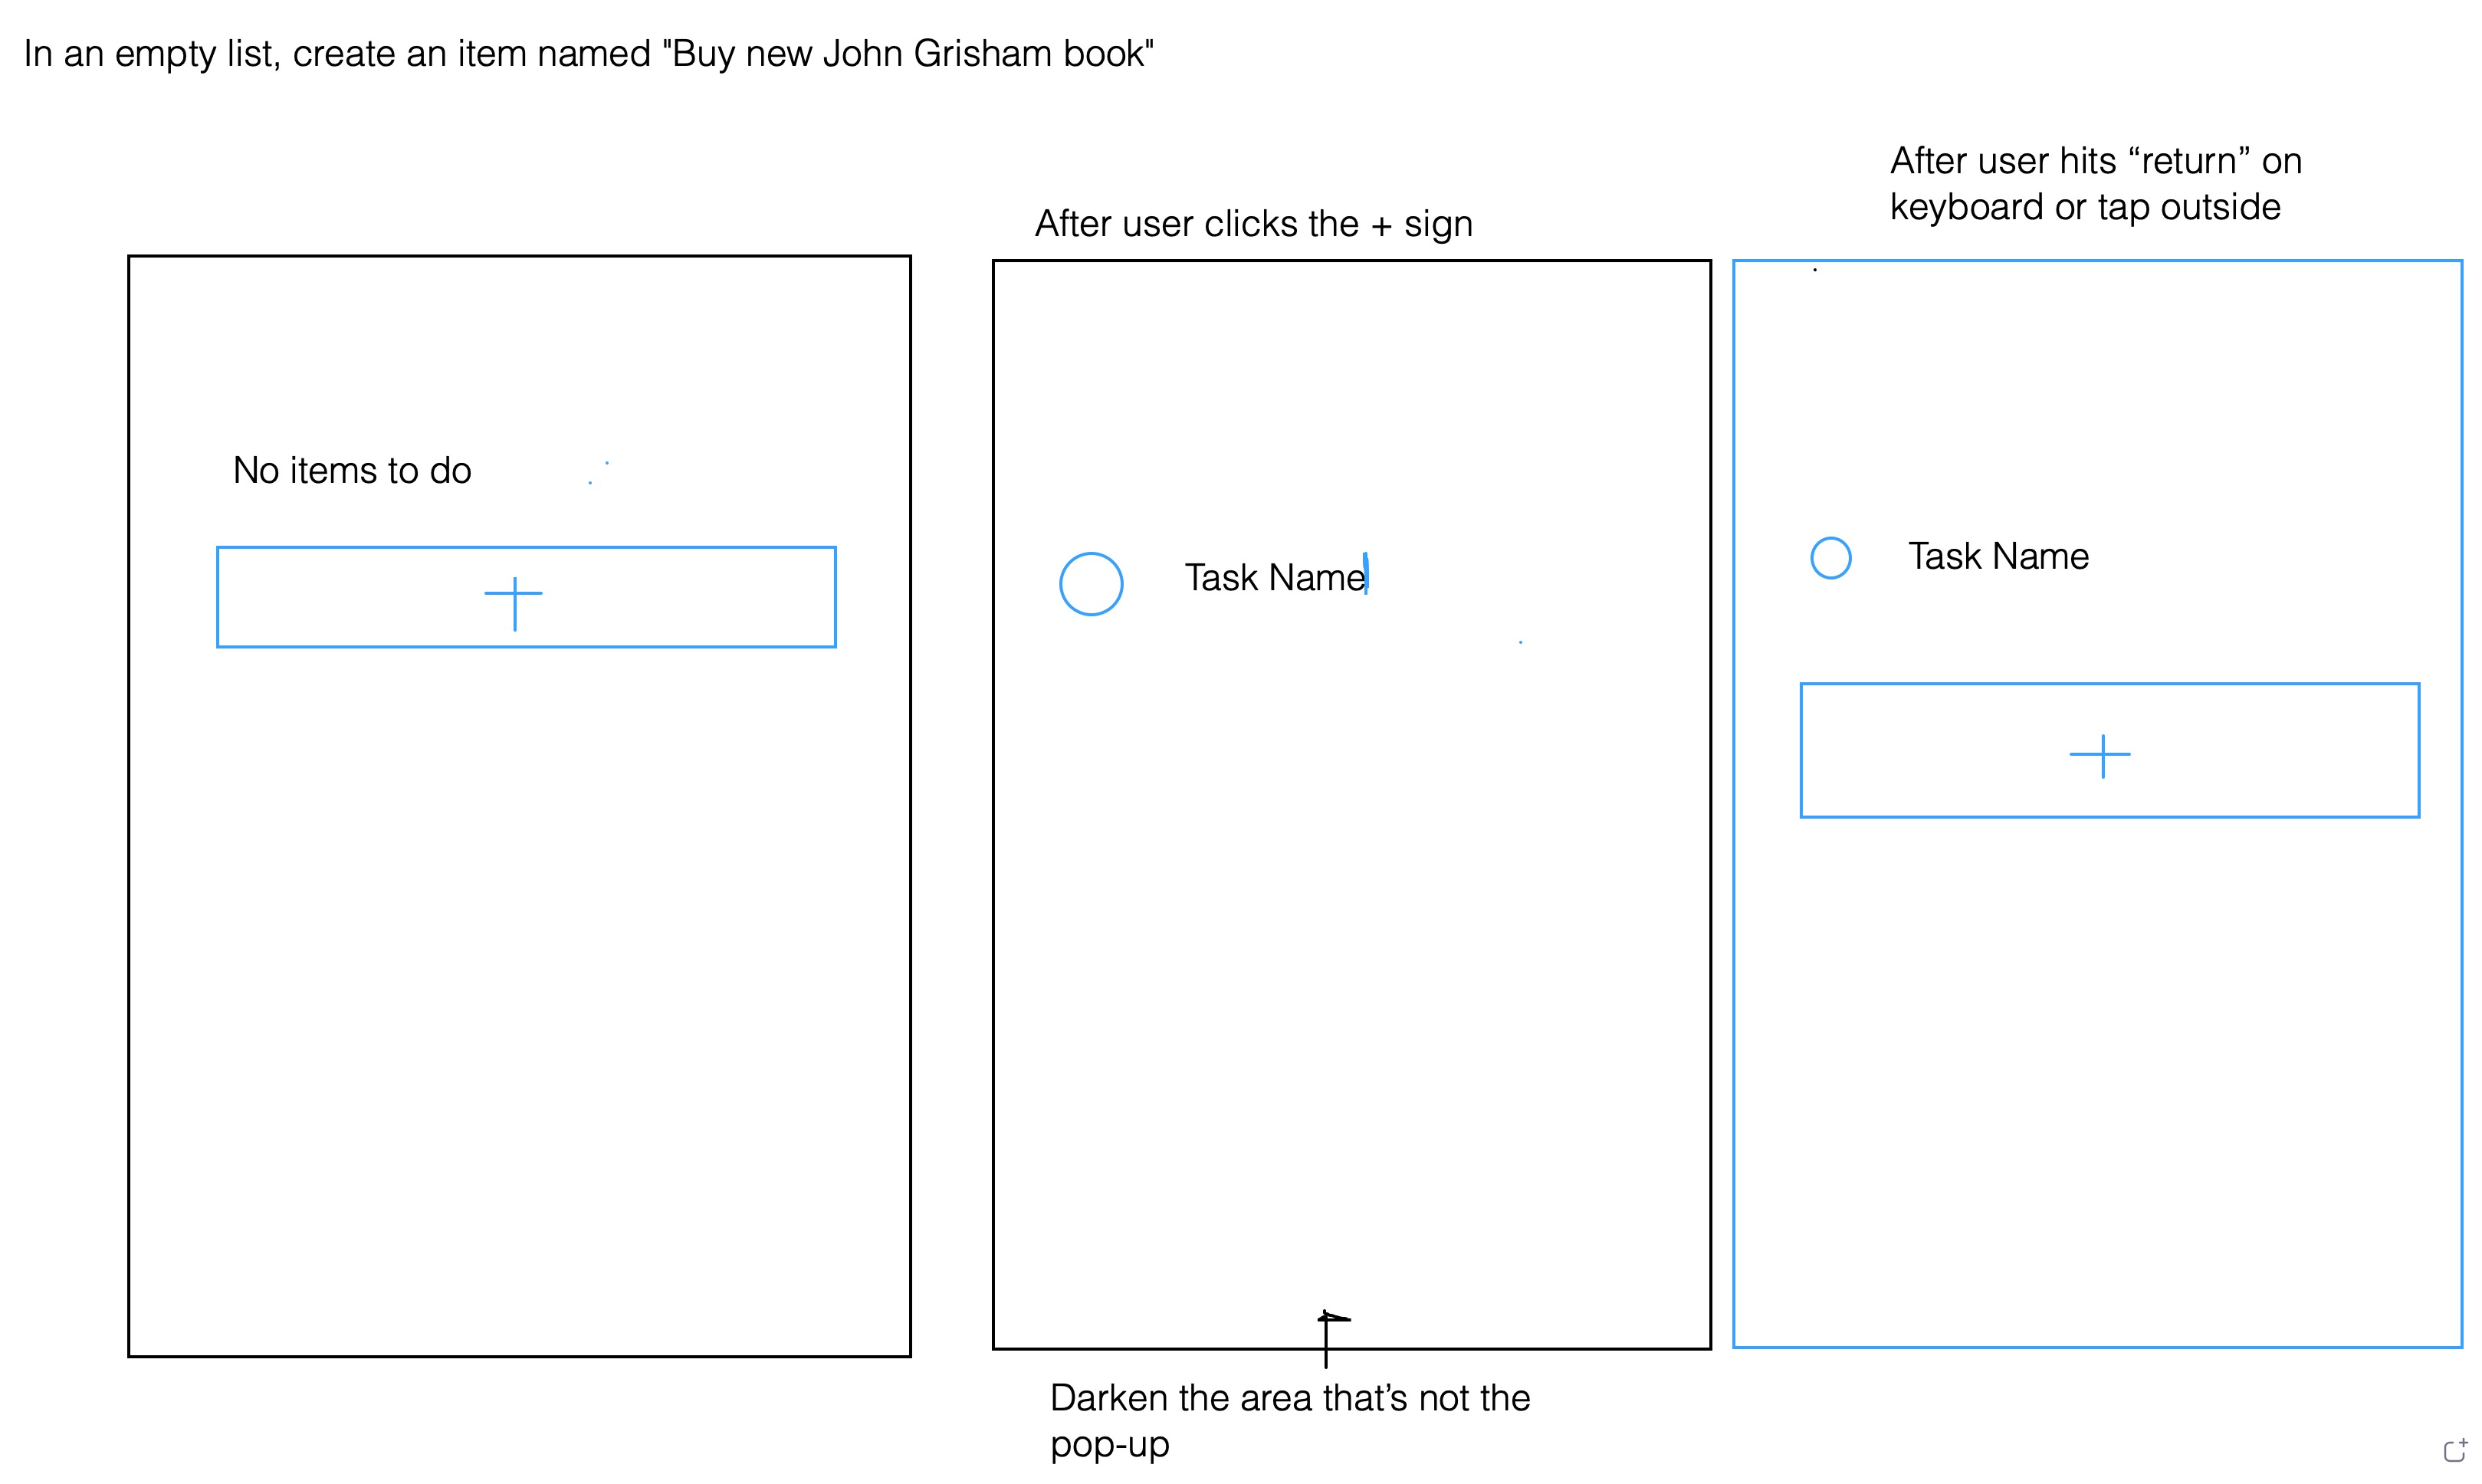 In an empty list, create an item named "Buy new John Grisham book"
After user clicks the + sign
After user hits “return” on
keyboard or tap outside
No items to do
Task Name
Task Name
Darken the area that’s not the
pop-up